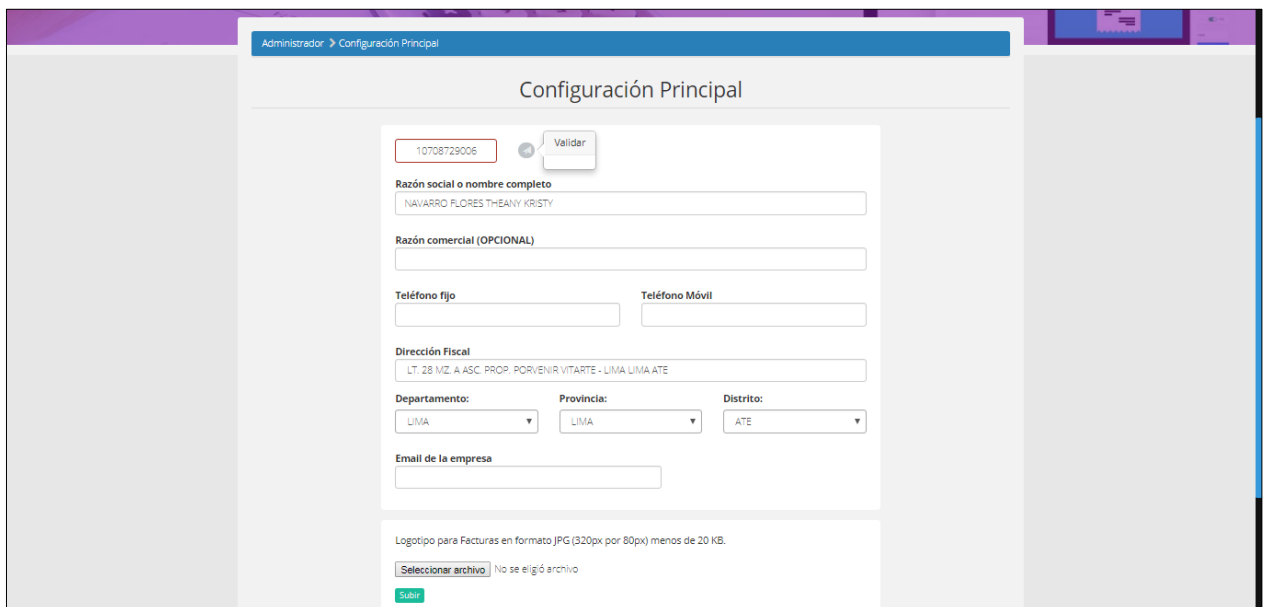 Administrador > Configuración Principal
Configuración Principal
10708729006
Validar
Razón social o nombre completo
NAVARRO FLORES THEANY KRISTY
Razón comercial (OPCIONAL)
Teléfono fijo Teléfono Móvil
Dirección Fiscal
LT. 28 MZ. A ASC. PROP. PORVENIR VITARTE - LIMA LIMA ATE
Departamento: Provincia: Distrito:
LIMA LIMA ATE
Email de la empresa
Logotipo para Facturas en formato JPG (320px por 80px) menos de 20 KB.
Seleccionar archivo No se eligió archivo
Subir